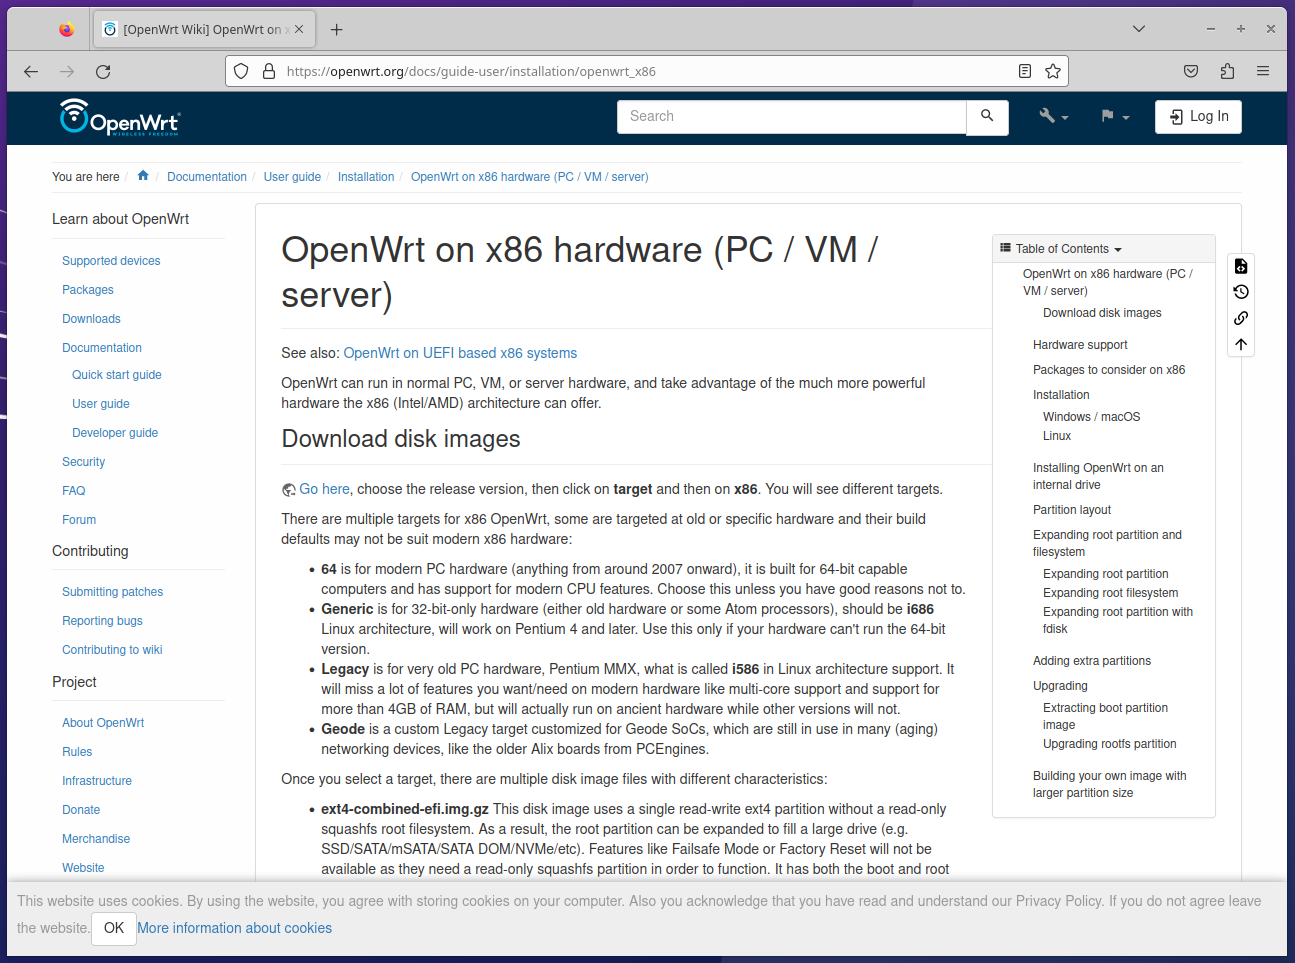 [OpenWrt Wiki] OpenWrt on x
https://openwrt.org/docs/guide-user/installation/openwrt_x86
OpenWrt
WIRELESS FREEDOM
Search
Log In
You are here / / Documentation / User guide / Installation / OpenWrt on x86 hardware (PC / VM / server)
Learn about OpenWrt
Supported devices
Packages
Downloads
Documentation
Quick start guide
User guide
Developer guide
Security
FAQ
Forum
Contributing
Submitting patches
Reporting bugs
Contributing to wiki
Project
About OpenWrt
Rules
Infrastructure
Donate
Merchandise
Website
OpenWrt on x86 hardware (PC / VM /
server)
See also: OpenWrt on UEFI based x86 systems
OpenWrt can run in normal PC, VM, or server hardware, and take advantage of the much more powerful
hardware the x86 (Intel/AMD) architecture can offer.
Download disk images
Go here, choose the release version, then click on target and then on x86. You will see different targets.
There are multiple targets for x86 OpenWrt, some are targeted at old or specific hardware and their build
defaults may not be suit modern x86 hardware:
• 64 is for modern PC hardware (anything from around 2007 onward), it is built for 64-bit capable
computers and has support for modern CPU features. Choose this unless you have good reasons not to.
• Generic is for 32-bit-only hardware (either old hardware or some Atom processors), should be i686
Linux architecture, will work on Pentium 4 and later. Use this only if your hardware can't run the 64-bit
version.
• Legacy is for very old PC hardware, Pentium MMX, what is called i586 in Linux architecture support. It
will miss a lot of features you want/need on modern hardware like multi-core support and support for
more than 4GB of RAM, but will actually run on ancient hardware while other versions will not.
• Geode is a custom Legacy target customized for Geode SoCs, which are still in use in many (aging)
networking devices, like the older Alix boards from PCEngines.
Once you select a target, there are multiple disk image files with different characteristics:
• ext4-combined-efi.img.gz This disk image uses a single read-write ext4 partition without a read-only
squashfs root filesystem. As a result, the root partition can be expanded to fill a large drive (e.g.
SSD/SATA/mSATA/SATA DOM/NVMe/etc). Features like Failsafe Mode or Factory Reset will not be
available as they need a read-only squashfs partition in order to function. It has both the boot and root
Table of Contents
OpenWrt on x86 hardware (PC /
VM / server)
Download disk images
Hardware support
Packages to consider on x86
Installation
Windows / macOS
Linux
Installing OpenWrt on an
internal drive
Partition layout
Expanding root partition and
filesystem
Expanding root partition
Expanding root filesystem
Expanding root partition with
fdisk
Adding extra partitions
Upgrading
Extracting boot partition
image
Upgrading rootfs partition
Building your own image with
larger partition size
This website uses cookies. By using the website, you agree with storing cookies on your computer. Also you acknowledge that you have read and understand our Privacy Policy. If you do not agree leave
the website. OK More information about cookies